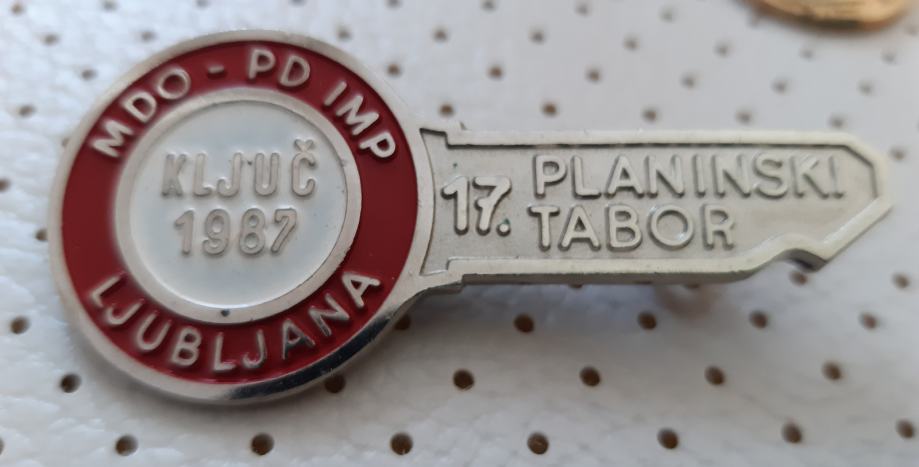 MDO - PD IMP
KLJUČ
1987
LJUBLJANA
17. PLANINSKI
TABOR